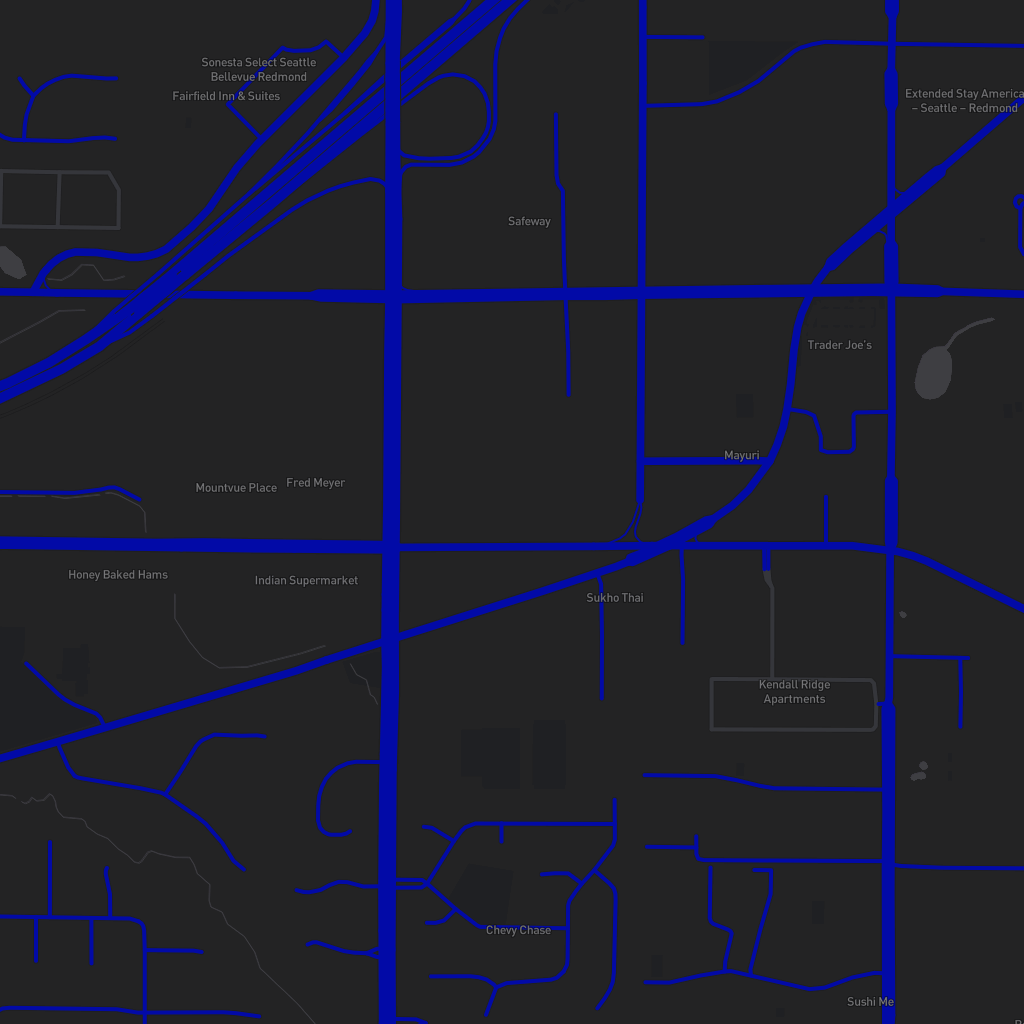 Sonesta Select Seattle
Bellevue Redmond
Fairfield Inn & Suites
Extended Stay America
– Seattle – Redmond
Safeway
Trader Joe's
Mayuri
Mountvue Place
Fred Meyer
Honey Baked Hams
Indian Supermarket
Sukho Thai
Kendall Ridge
Apartments
Chevy Chase
Sushi Me